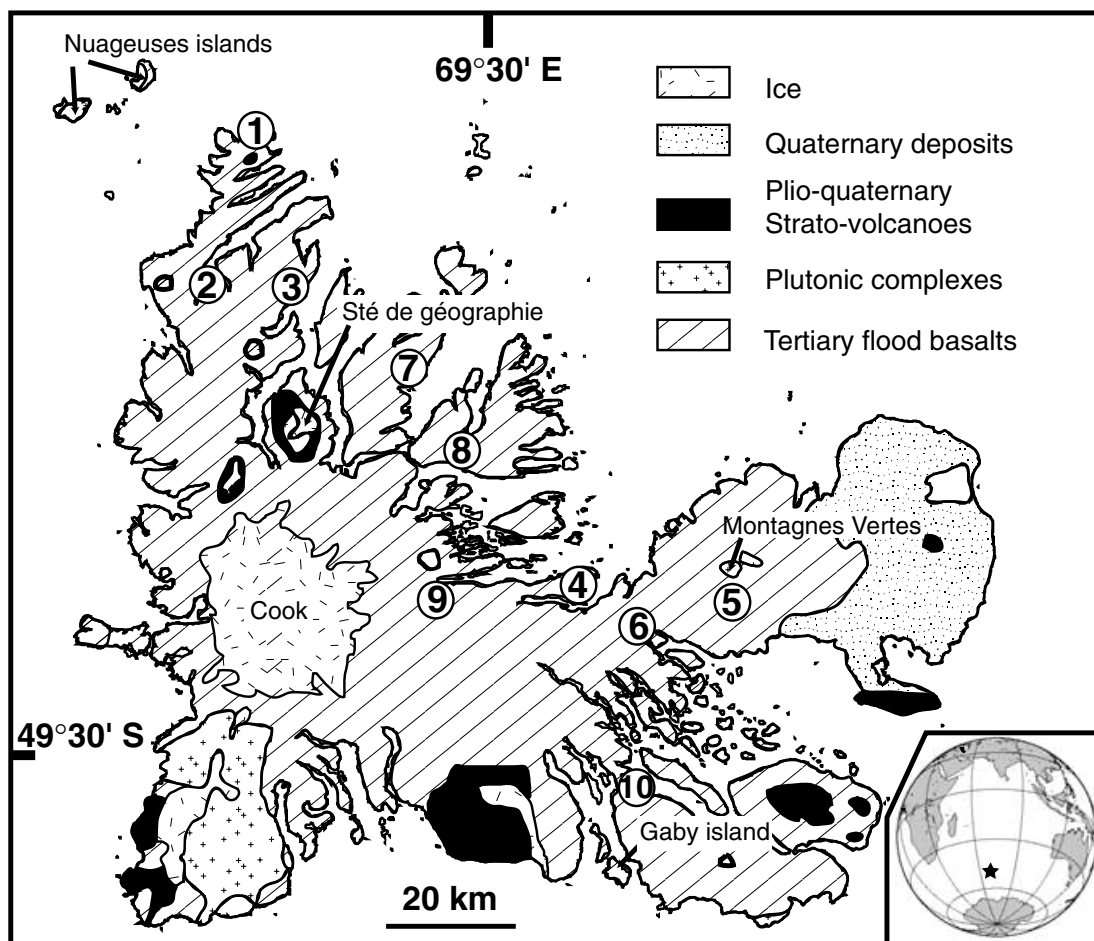 Nuageuses islands
69°30' E
Ice
Quaternary deposits
Plio-quaternary
Strato-volcanoes
Plutonic complexes
Tertiary flood basalts
1
2
3
Sté de géographie
7
8
Montagnes Vertes
Cook
9
4
5
6
49°30' S
10
Gaby island
20 km